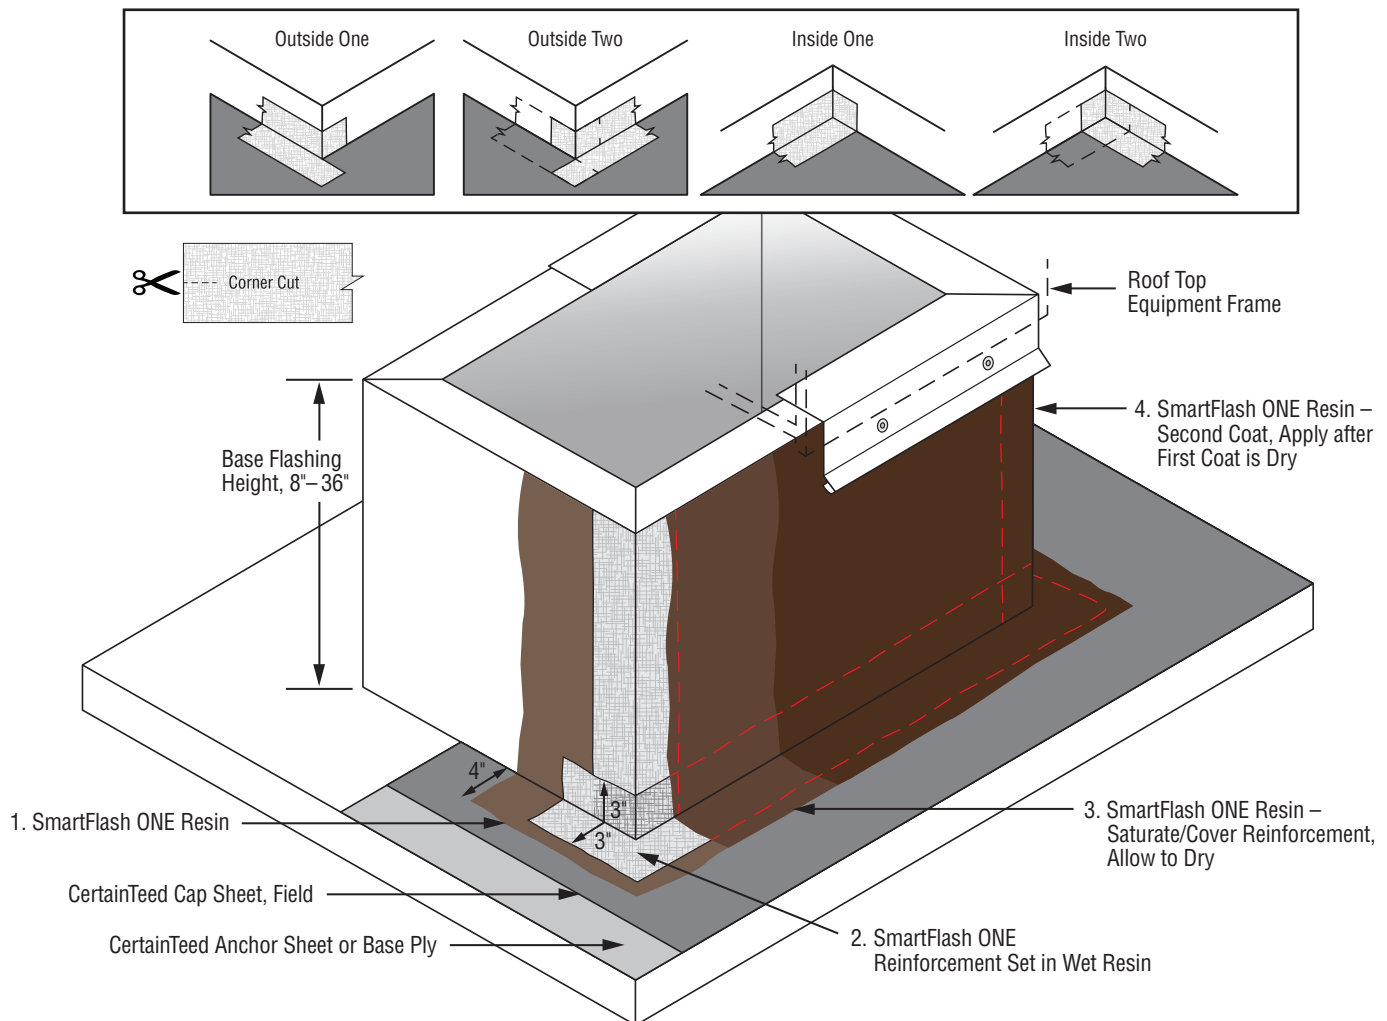 Outside One
Outside Two
Inside One
Inside Two
Corner Cut
Roof Top
Equipment Frame
4. SmartFlash ONE Resin –
Second Coat, Apply after
First Coat is Dry
Base Flashing
Height, 8"–36"
4"
3"
3"
1. SmartFlash ONE Resin
3. SmartFlash ONE Resin –
Saturate/Cover Reinforcement,
Allow to Dry
CertainTeed Cap Sheet, Field
CertainTeed Anchor Sheet or Base Ply
2. SmartFlash ONE
Reinforcement Set in Wet Resin